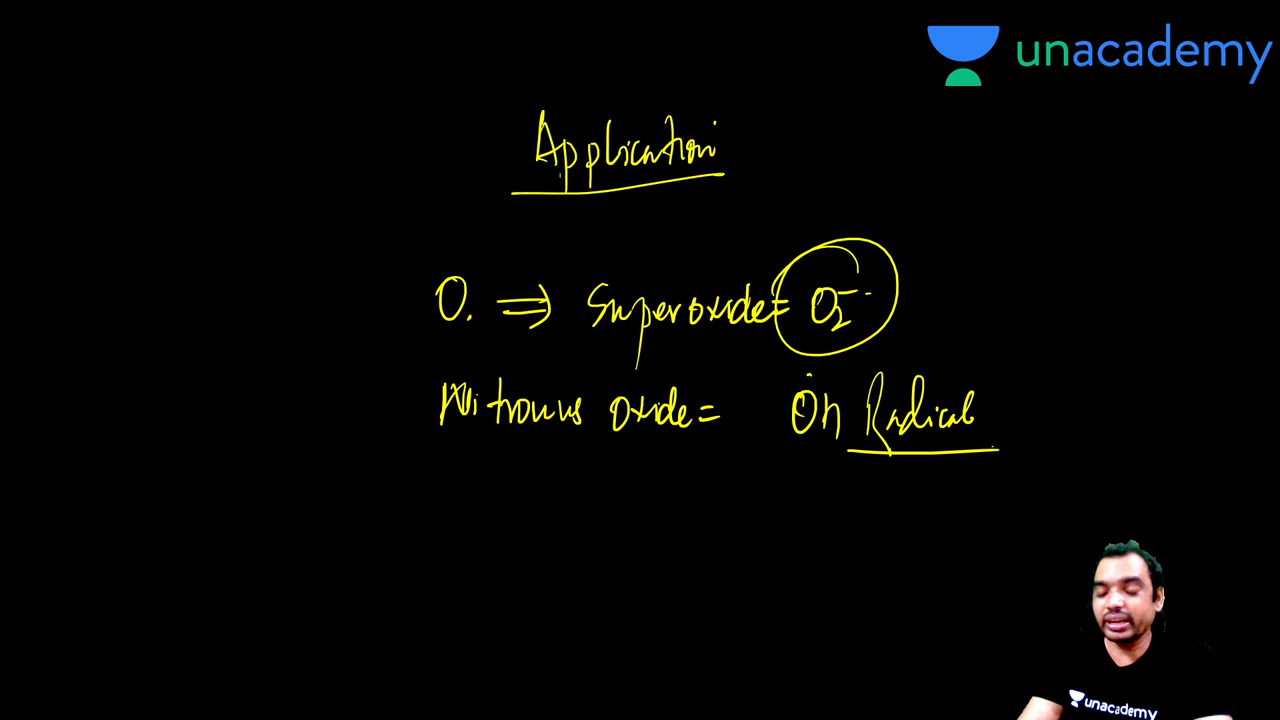 unacademy
Application
O. ⇒ Superoxide = O₂⁻·
Nitrous oxide = ȮH Radical
unacademy